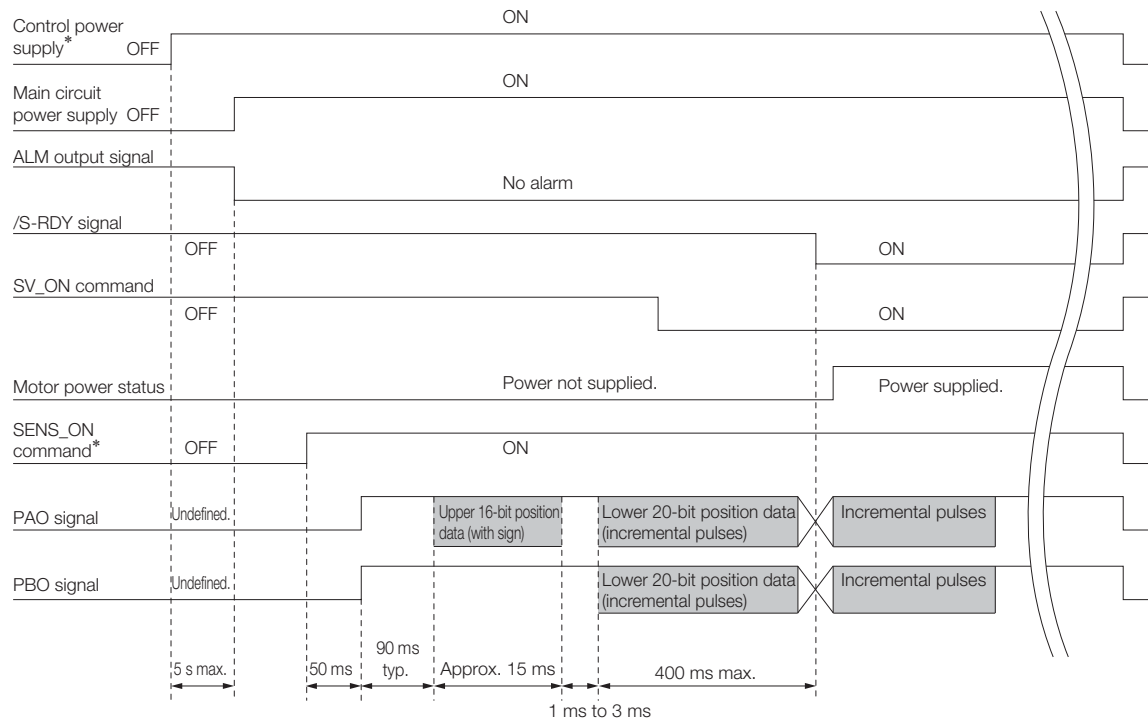 Control power
supply* OFF
ON
Main circuit
power supply OFF
ON
ALM output signal
No alarm
/S-RDY signal
OFF
ON
SV_ON command
OFF
ON
Motor power status
Power not supplied.
Power supplied.
SENS_ON
command*
OFF
ON
PAO signal
Undefined.
Upper 16-bit position
data (with sign)
Lower 20-bit position data
(incremental pulses)
Incremental pulses
PBO signal
Undefined.
Lower 20-bit position data
(incremental pulses)
Incremental pulses
5 s max.
50 ms
90 ms
typ.
Approx. 15 ms
400 ms max.
1 ms to 3 ms